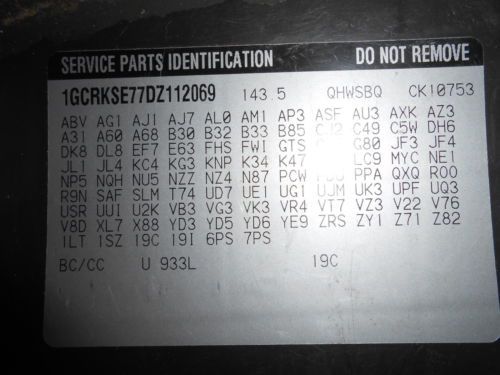 SERVICE PARTS IDENTIFICATION DO NOT REMOVE
1GCRKSE77DZ112069 143.5 QHWSBQ CK10753
ABV AG1 AJ1 AJ7 AL0 AM1 AP3 ASF AU3 AXK AZ3
A31 A60 A68 B30 B32 B33 B85 CJ2 C49 C5W DH6
DK8 DL8 EF7 E63 FHS FWI GTS G80 JF3 JF4
JL1 JL4 KC4 KG3 KNP K34 K47 LC9 MYC NE1
NP5 NQH NU5 NZZ NZ4 N87 PCW PPA QXQ R00
R9N SAF SLM T74 UD7 UE1 UG1 UJM UK3 UPF UQ3
USR UUI U2K VB3 VG3 VK3 VR4 VT7 VZ3 V22 V76
V8D XL7 X88 YD3 YD5 YD6 YE9 ZRS ZY1 Z71 Z82
1LT 1SZ 19C 19I 6PS 7PS
BC/CC U 933L 19C